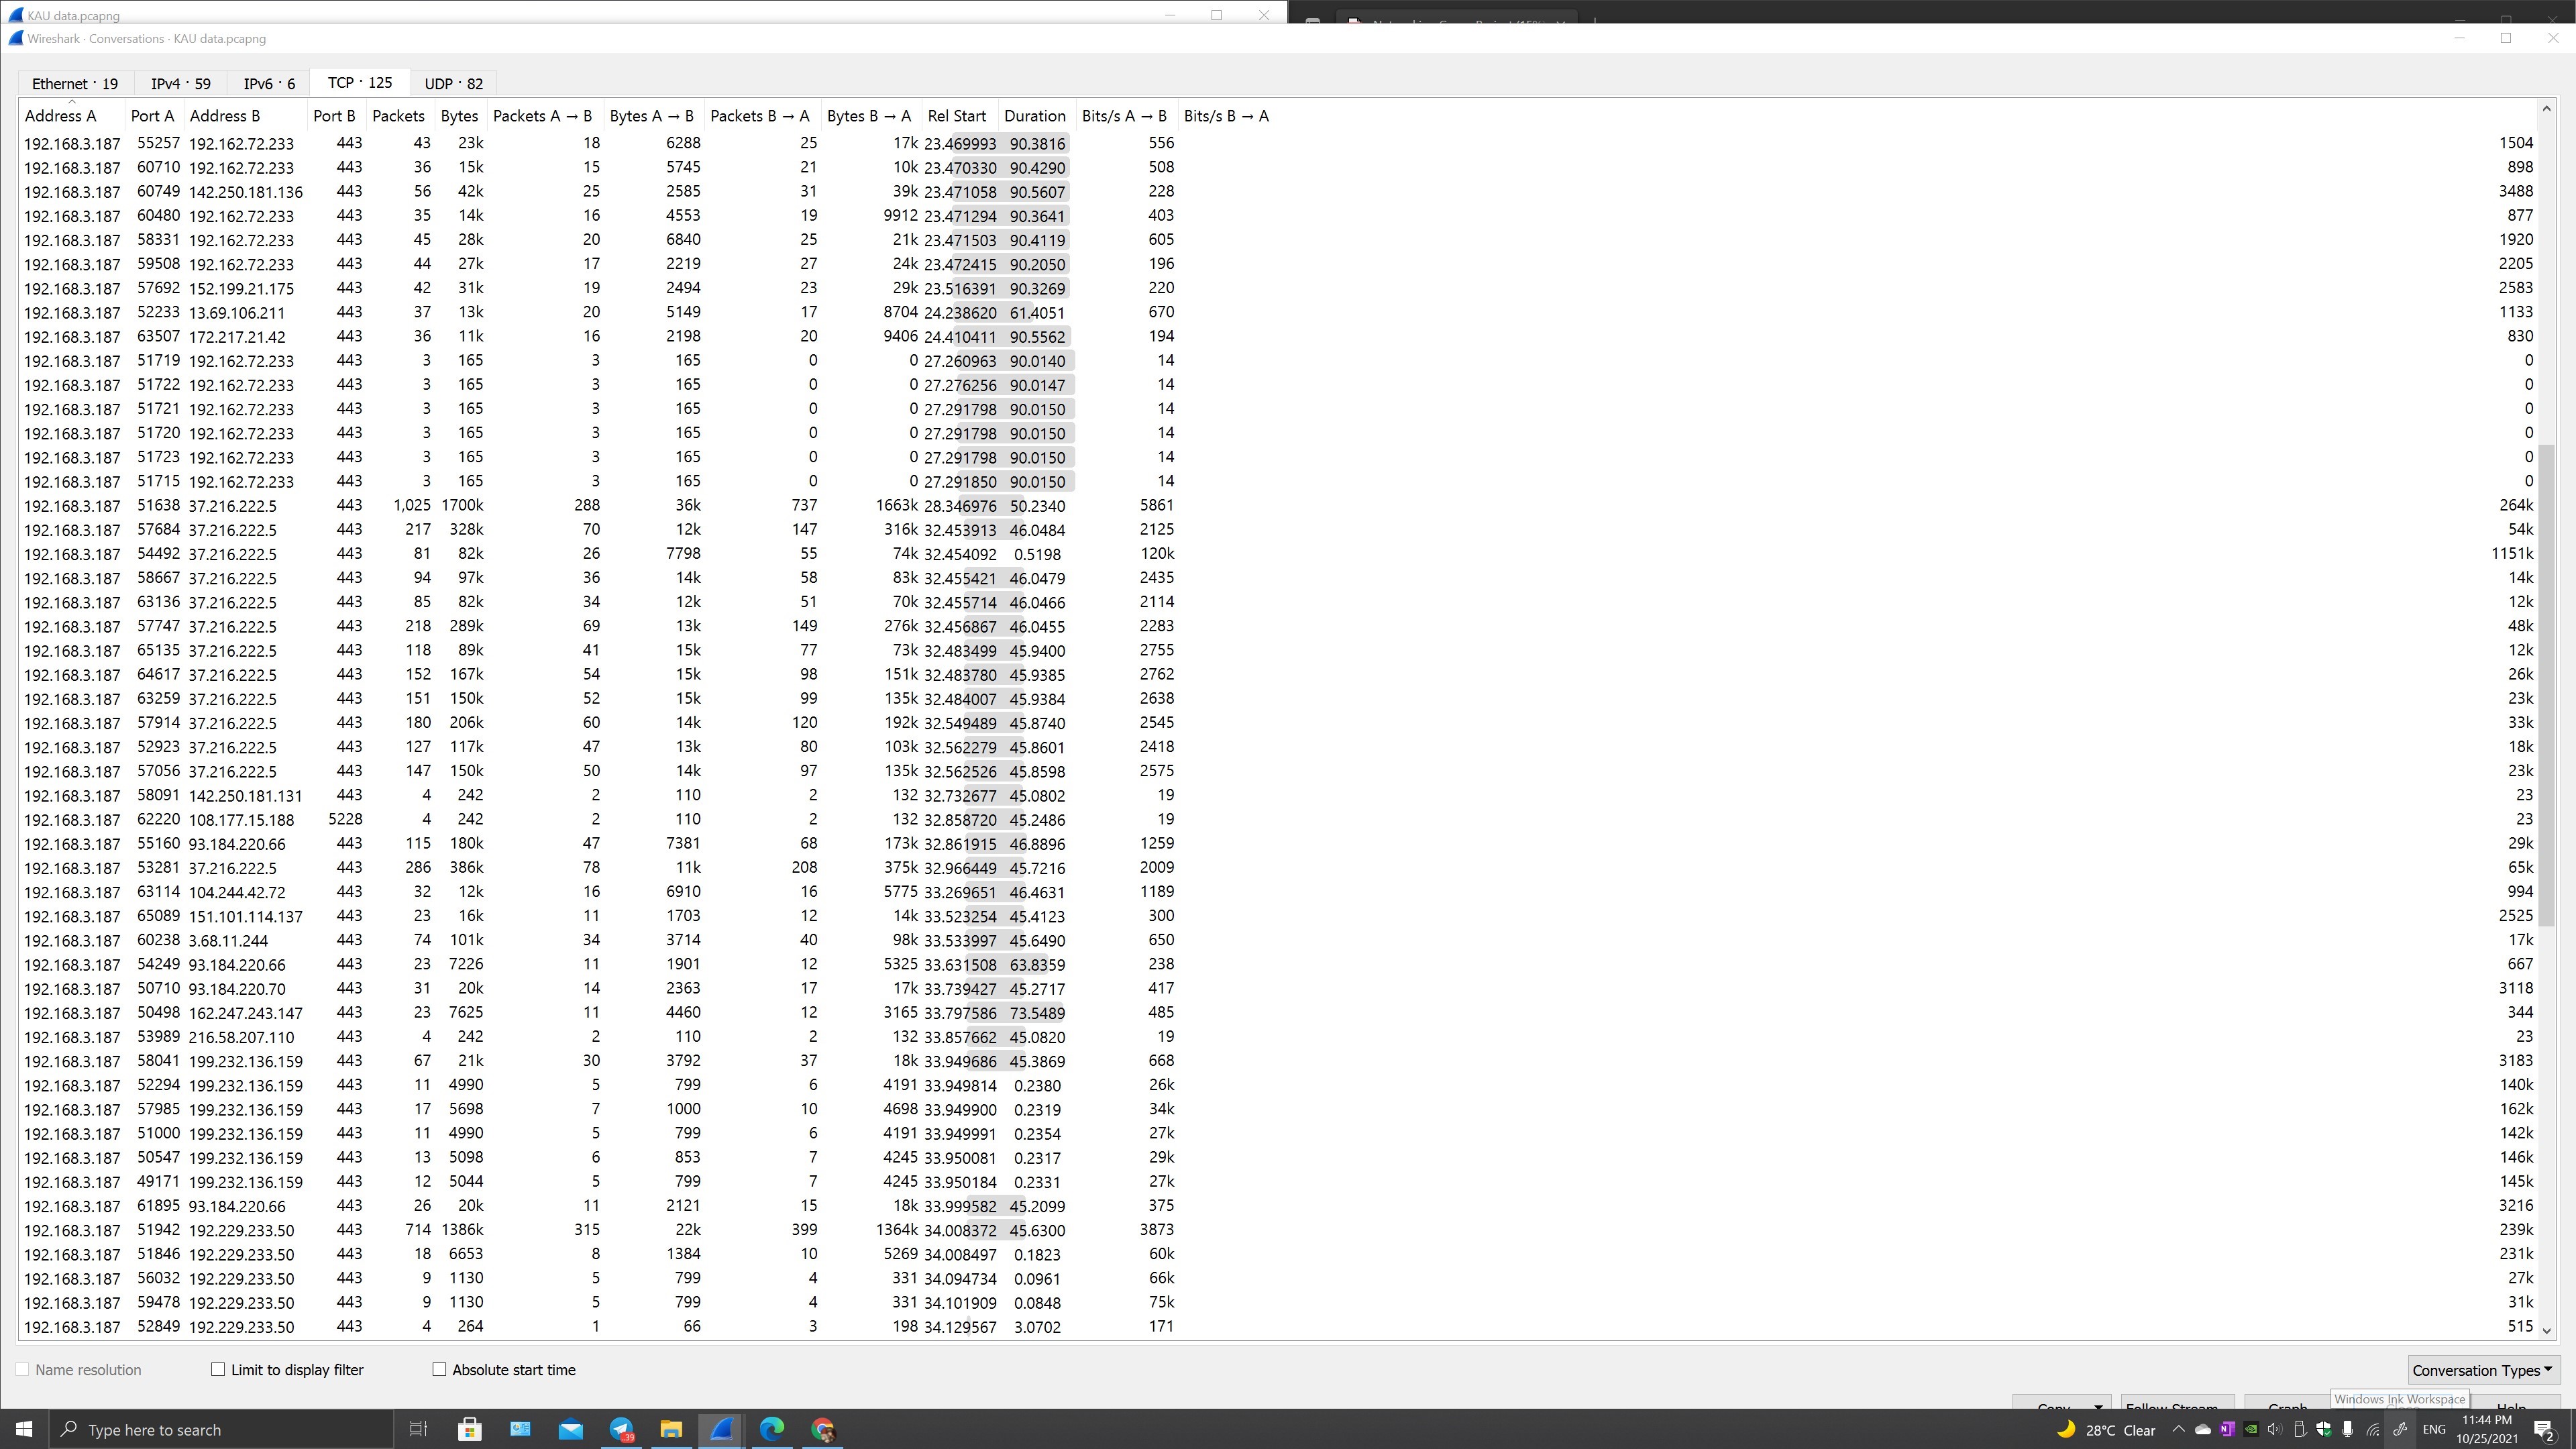 KAU data.pcapng
Wireshark · Conversations · KAU data.pcapng
Ethernet · 19 IPv4 · 59 IPv6 · 6 TCP · 125 UDP · 82
Address A Port A Address B Port B Packets Bytes Packets A → B Bytes A → B Packets B → A Bytes B → A Rel Start Duration Bits/s A → B Bits/s B → A
192.168.3.187 55257 192.162.72.233 443 43 23k 18 6288 25 17k 23.469993 90.3816 556 1504
192.168.3.187 60710 192.162.72.233 443 36 15k 15 5745 21 10k 23.470330 90.4290 508 898
192.168.3.187 60749 142.250.181.136 443 56 42k 25 2585 31 39k 23.471058 90.5607 228 3488
192.168.3.187 60480 192.162.72.233 443 35 14k 16 4553 19 9912 23.471294 90.3641 403 877
192.168.3.187 58331 192.162.72.233 443 45 28k 20 6840 25 21k 23.471503 90.4119 605 1920
192.168.3.187 59508 192.162.72.233 443 44 27k 17 2219 27 24k 23.472415 90.2050 196 2205
192.168.3.187 57692 152.199.21.175 443 42 31k 19 2494 23 29k 23.516391 90.3269 220 2583
192.168.3.187 52233 13.69.106.211 443 37 13k 20 5149 17 8704 24.238620 61.4051 670 1133
192.168.3.187 63507 172.217.21.42 443 36 11k 16 2198 20 9406 24.410411 90.5562 194 830
192.168.3.187 51719 192.162.72.233 443 3 165 3 165 0 0 27.260963 90.0140 14 0
192.168.3.187 51722 192.162.72.233 443 3 165 3 165 0 0 27.276256 90.0147 14 0
192.168.3.187 51721 192.162.72.233 443 3 165 3 165 0 0 27.291798 90.0150 14 0
192.168.3.187 51720 192.162.72.233 443 3 165 3 165 0 0 27.291798 90.0150 14 0
192.168.3.187 51723 192.162.72.233 443 3 165 3 165 0 0 27.291798 90.0150 14 0
192.168.3.187 51715 192.162.72.233 443 3 165 3 165 0 0 27.291850 90.0150 14 0
192.168.3.187 51638 37.216.222.5 443 1,025 1700k 288 36k 737 1663k 28.346976 50.2340 5861 264k
192.168.3.187 57684 37.216.222.5 443 217 328k 70 12k 147 316k 32.453913 46.0484 2125 54k
192.168.3.187 54492 37.216.222.5 443 81 82k 26 7798 55 74k 32.454092 0.5198 120k 1151k
192.168.3.187 58667 37.216.222.5 443 94 97k 36 14k 58 83k 32.455421 46.0479 2435 14k
192.168.3.187 63136 37.216.222.5 443 85 82k 34 12k 51 70k 32.455714 46.0466 2114 12k
192.168.3.187 57747 37.216.222.5 443 218 289k 69 13k 149 276k 32.456867 46.0455 2283 48k
192.168.3.187 65135 37.216.222.5 443 118 89k 41 15k 77 73k 32.483499 45.9400 2755 12k
192.168.3.187 64617 37.216.222.5 443 152 167k 54 15k 98 151k 32.483780 45.9385 2762 26k
192.168.3.187 63259 37.216.222.5 443 151 150k 52 15k 99 135k 32.484007 45.9384 2638 23k
192.168.3.187 57914 37.216.222.5 443 180 206k 60 14k 120 192k 32.549489 45.8740 2545 33k
192.168.3.187 52923 37.216.222.5 443 127 117k 47 13k 80 103k 32.562279 45.8601 2418 18k
192.168.3.187 57056 37.216.222.5 443 147 150k 50 14k 97 135k 32.562526 45.8598 2575 23k
192.168.3.187 58091 142.250.181.131 443 4 242 2 110 2 132 32.732677 45.0802 19 23
192.168.3.187 62220 108.177.15.188 5228 4 242 2 110 2 132 32.858720 45.2486 19 23
192.168.3.187 55160 93.184.220.66 443 115 180k 47 7381 68 173k 32.861915 46.8896 1259 29k
192.168.3.187 53281 37.216.222.5 443 286 386k 78 11k 208 375k 32.966449 45.7216 2009 65k
192.168.3.187 63114 104.244.42.72 443 32 12k 16 6910 16 5775 33.269651 46.4631 1189 994
192.168.3.187 65089 151.101.114.137 443 23 16k 11 1703 12 14k 33.523254 45.4123 300 2525
192.168.3.187 60238 3.68.11.244 443 74 101k 34 3714 40 98k 33.533997 45.6490 650 17k
192.168.3.187 54249 93.184.220.66 443 23 7226 11 1901 12 5325 33.631508 63.8359 238 667
192.168.3.187 50710 93.184.220.70 443 31 20k 14 2363 17 17k 33.739427 45.2717 417 3118
192.168.3.187 50498 162.247.243.147 443 23 7625 11 4460 12 3165 33.797586 73.5489 485 344
192.168.3.187 53989 216.58.207.110 443 4 242 2 110 2 132 33.857662 45.0820 19 23
192.168.3.187 58041 199.232.136.159 443 67 21k 30 3792 37 18k 33.949686 45.3869 668 3183
192.168.3.187 52294 199.232.136.159 443 11 4990 5 799 6 4191 33.949814 0.2380 26k 140k
192.168.3.187 57985 199.232.136.159 443 17 5698 7 1000 10 4698 33.949900 0.2319 34k 162k
192.168.3.187 51000 199.232.136.159 443 11 4990 5 799 6 4191 33.949991 0.2354 27k 142k
192.168.3.187 50547 199.232.136.159 443 13 5098 6 853 7 4245 33.950081 0.2317 29k 146k
192.168.3.187 49171 199.232.136.159 443 12 5044 5 799 7 4245 33.950184 0.2331 27k 145k
192.168.3.187 61895 93.184.220.66 443 26 20k 11 2121 15 18k 33.999582 45.2099 375 3216
192.168.3.187 51942 192.229.233.50 443 714 1386k 315 22k 399 1364k 34.008372 45.6300 3873 239k
192.168.3.187 51846 192.229.233.50 443 18 6653 8 1384 10 5269 34.008497 0.1823 60k 231k
192.168.3.187 56032 192.229.233.50 443 9 1130 5 799 4 331 34.094734 0.0961 66k 27k
192.168.3.187 59478 192.229.233.50 443 9 1130 5 799 4 331 34.101909 0.0848 75k 31k
192.168.3.187 52849 192.229.233.50 443 4 264 1 66 3 198 34.129567 3.0702 171 515
Name resolution Limit to display filter Absolute start time Conversation Types
Windows Ink Workspace
Copy Follow Stream... Graph... Help
Type here to search 39 28°C Clear ENG 11:44 PM
10/25/2021 2